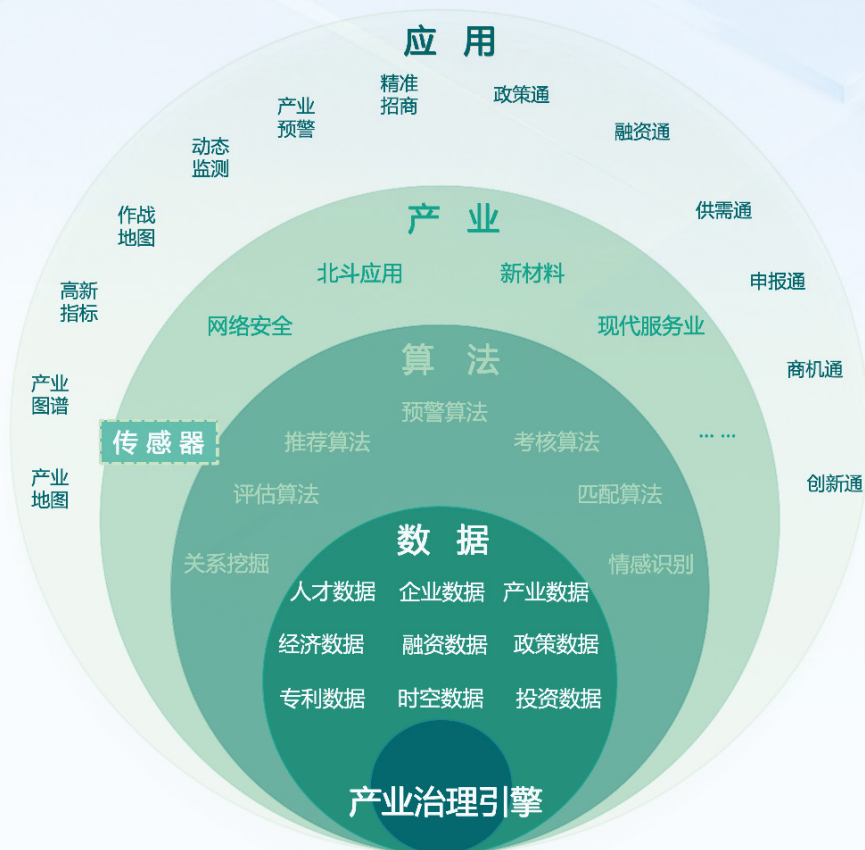 应 用
精准
招商
政策通
产业
预警
融资通
动态
监测
供需通
作战
地图
申报通
高新
指标
商机通
产业
图谱
创新通
产业
地图
产 业
北斗应用
新材料
网络安全
现代服务业
... ...
传感器
算 法
预警算法
推荐算法
考核算法
评估算法
匹配算法
关系挖掘
情感识别
数 据
人才数据 企业数据 产业数据
经济数据 融资数据 政策数据
专利数据 时空数据 投资数据
产业治理引擎